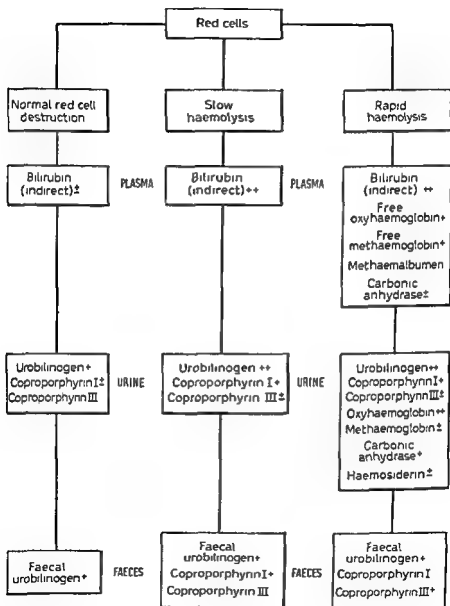 Red cells
Normal red cell
destruction
Slow
haemolysis
Rapid
haemolysis
Bilirubin
(indirect)±
PLASMA
Bilirubin
(indirect)++
PLASMA
Bilirubin
(indirect) ++
Free
oxyhaemoglobin+
Free
methaemoglobin+
Methaemalbumen
Carbonic
anhydrase±
Urobilinogen+
Coproporphyrin I±
Coproporphyrin III
URINE
Urobilinogen ++
Coproporphyrin I+
Coproporphyrin III±
URINE
Urobilinogen++
Coproporphyrin I+
Coproporphyrin III±
Oxyhaemoglobin++
Methaemoglobin±
Carbonic
anhydrase+
Haemosiderin±
Faecal
urobilinogen+
FAECES
Faecal
urobilinogen+
Coproporphyrin I+
Coproporphyrin III
FAECES
Faecal
urobilinogen+
Coproporphyrin I
Coproporphyrin III+